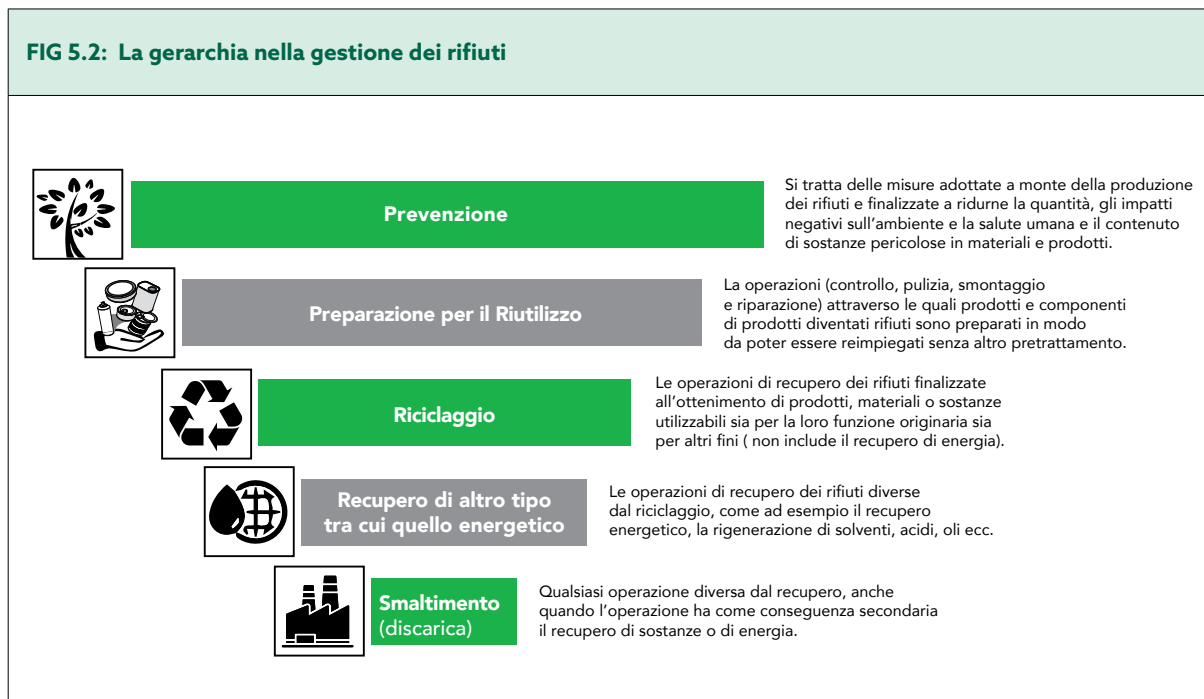 FIG 5.2: La gerarchia nella gestione dei rifiuti
Prevenzione
Si tratta delle misure adottate a monte della produzione
dei rifiuti e finalizzate a ridurne la quantità, gli impatti
negativi sull'ambiente e la salute umana e il contenuto
di sostanze pericolose in materiali e prodotti.
Preparazione per il Riutilizzo
La operazioni (controllo, pulizia, smontaggio
e riparazione) attraverso le quali prodotti e componenti
di prodotti diventati rifiuti sono preparati in modo
da poter essere reimpiegati senza altro pretrattamento.
Riciclaggio
Le operazioni di recupero dei rifiuti finalizzate
all'ottenimento di prodotti, materiali o sostanze
utilizzabili sia per la loro funzione originaria sia
per altri fini ( non include il recupero di energia).
Recupero di altro tipo
tra cui quello energetico
Le operazioni di recupero dei rifiuti diverse
dal riciclaggio, come ad esempio il recupero
energetico, la rigenerazione di solventi, acidi, oli ecc.
Smaltimento
(discarica)
Qualsiasi operazione diversa dal recupero, anche
quando l'operazione ha come conseguenza secondaria
il recupero di sostanze o di energia.